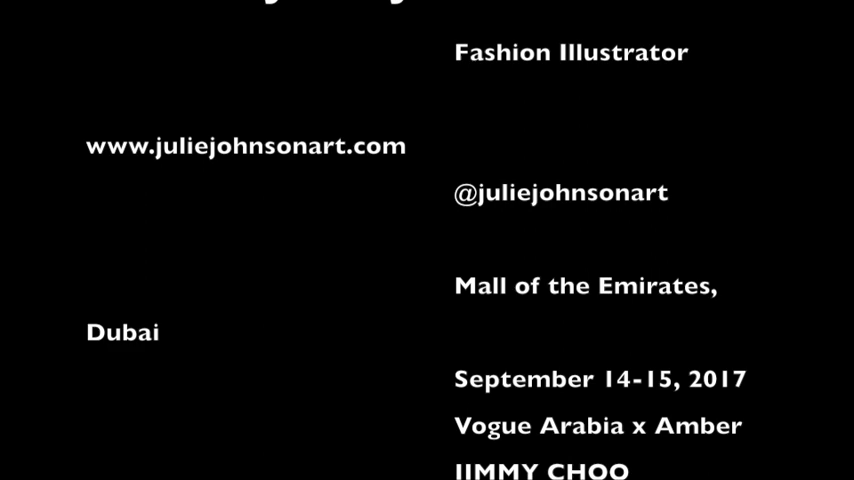 Fashion Illustrator
www.juliejohnsonart.com
@juliejohnsonart
Mall of the Emirates,
Dubai
September 14-15, 2017
Vogue Arabia x Amber
JIMMY CHOO